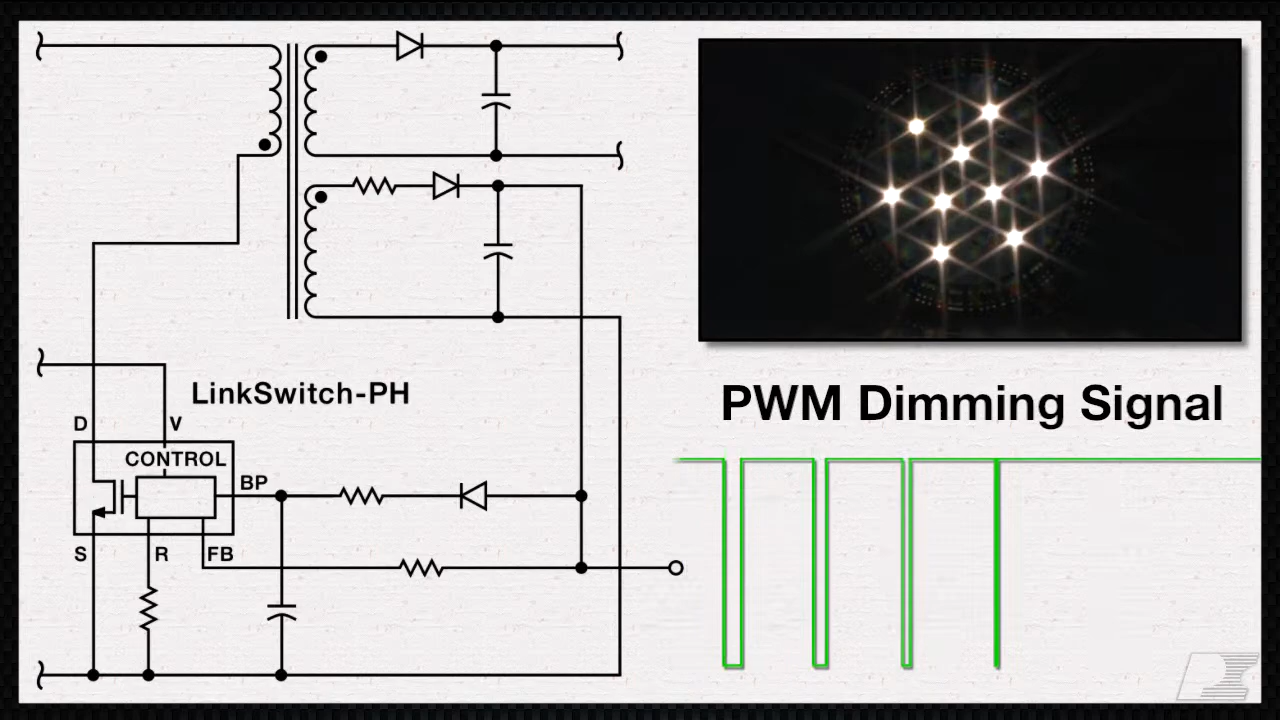 LinkSwitch-PH
D
V
CONTROL
BP
S
R
FB
PWM Dimming Signal